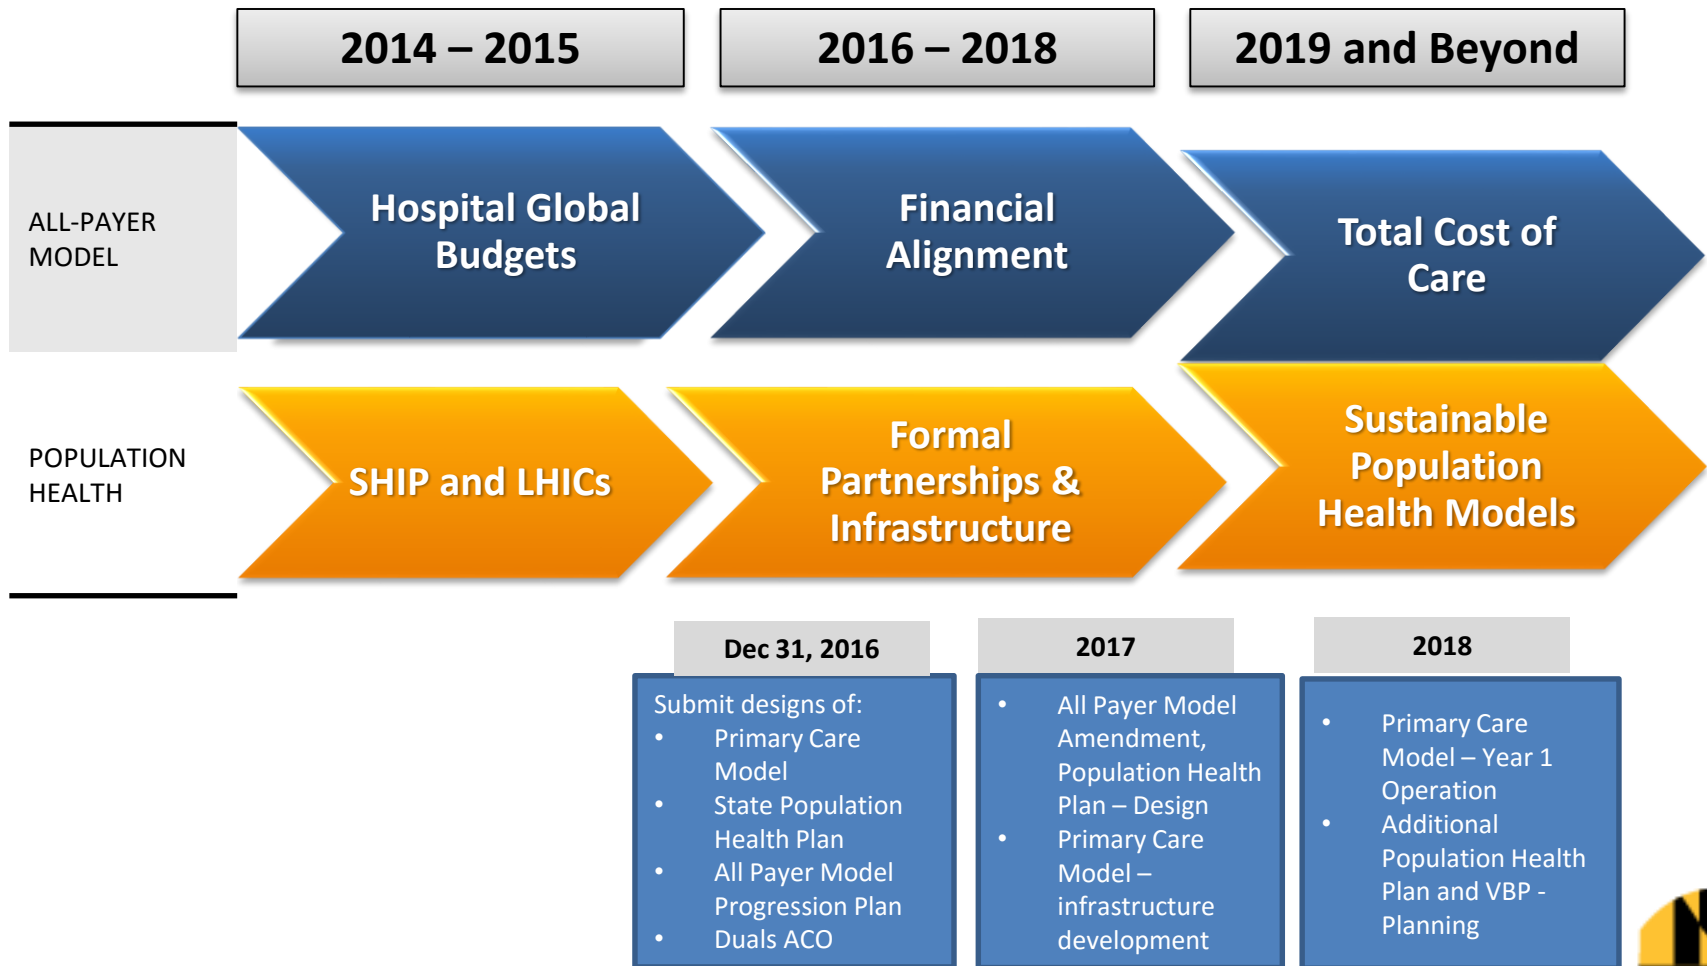 2014 – 2015
2016 – 2018
2019 and Beyond
ALL-PAYER
MODEL
Hospital Global
Budgets
Financial
Alignment
Total Cost of
Care
POPULATION
HEALTH
SHIP and LHICs
Formal
Partnerships &
Infrastructure
Sustainable
Population
Health Models
Dec 31, 2016
Submit designs of:
• Primary Care
Model
• State Population
Health Plan
• All Payer Model
Progression Plan
• Duals ACO
2017
• All Payer Model
Amendment,
Population Health
Plan – Design
• Primary Care
Model –
infrastructure
development
2018
• Primary Care
Model – Year 1
Operation
• Additional
Population Health
Plan and VBP -
Planning